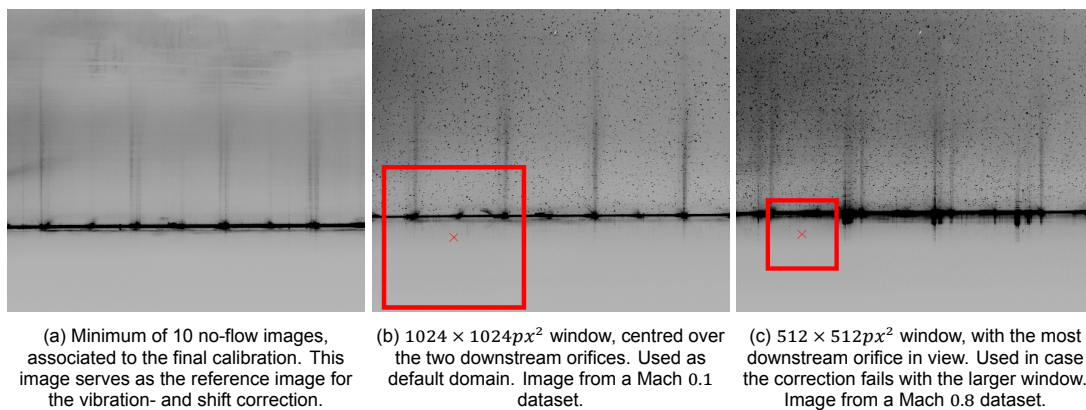 (a) Minimum of 10 no-flow images,
associated to the final calibration. This
image serves as the reference image for
the vibration- and shift correction.
(b) 1024 × 1024px² window, centred over
the two downstream orifices. Used as
default domain. Image from a Mach 0.1
dataset.
(c) 512 × 512px² window, with the most
downstream orifice in view. Used in case
the correction fails with the larger window.
Image from a Mach 0.8 dataset.